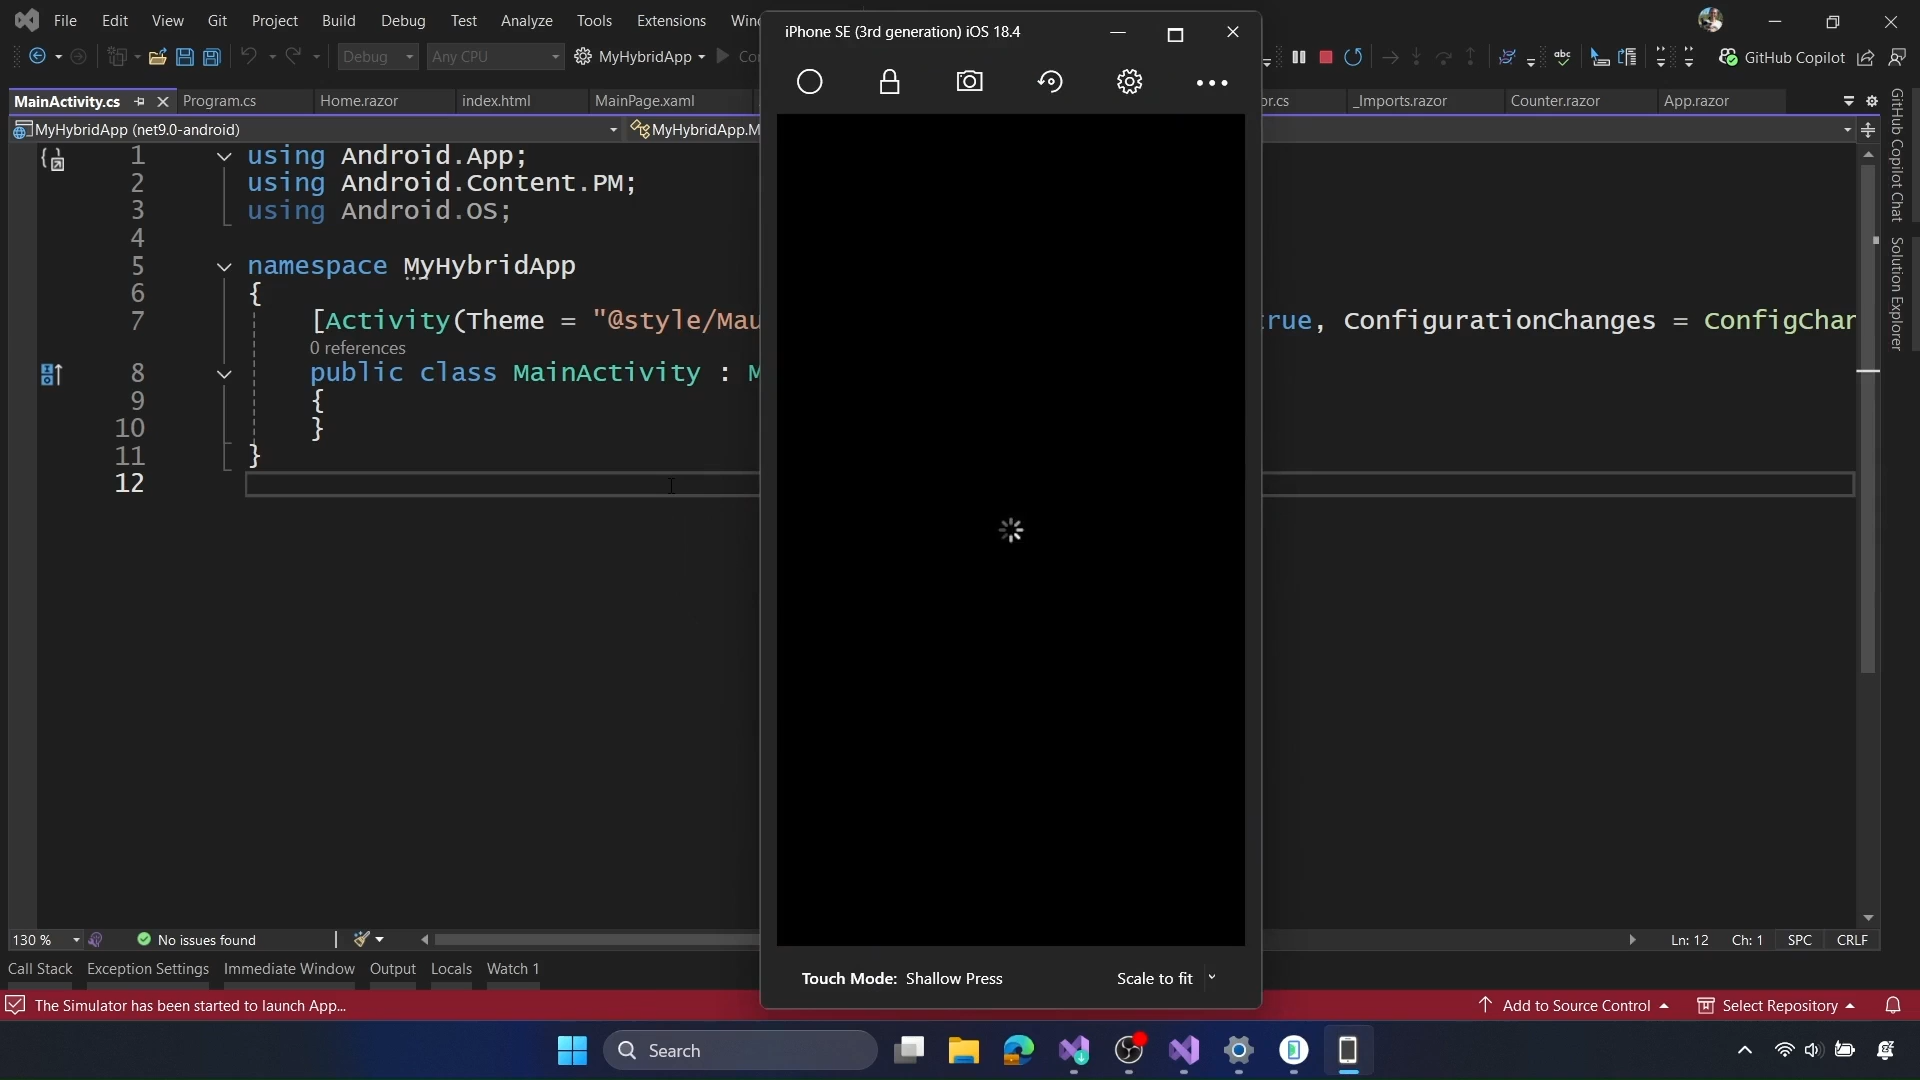 File Edit View Git Project Build Debug Test Analyze Tools Extensions
iPhone SE (3rd generation) iOS 18.4
Debug Any CPU MyHybridApp GitHub Copilot
MainActivity.cs Program.cs Home.razor index.html MainPage.xaml _Imports.razor Counter.razor App.razor
MyHybridApp (net9.0-android)
GitHub Copilot Chat
Solution Explorer
1 using Android.App;
2 using Android.Content.PM;
3 using Android.OS;
4
5 namespace MyHybridApp
6 {
7 [Activity(Theme = "@style/Mau rue, ConfigurationChanges = ConfigChan
0 references
8 public class MainActivity : M
9 {
10 }
11 }
12
130 % No issues found Ln: 12 Ch: 1 SPC CRLF
Call Stack Exception Settings Immediate Window Output Locals Watch 1
Touch Mode: Shallow Press Scale to fit
The Simulator has been started to launch App... Add to Source Control Select Repository
Search